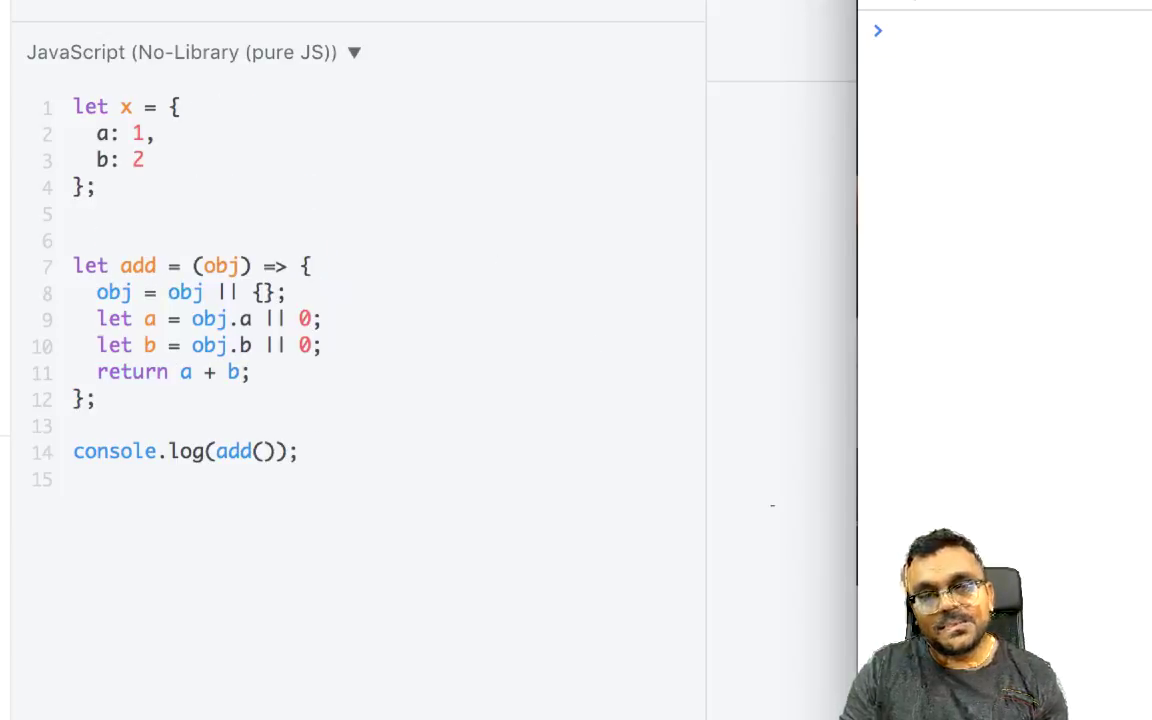 JavaScript (No-Library (pure JS)) ▼
1 let x = {
2   a: 1,
3   b: 2
4 };
5
6
7 let add = (obj) => {
8   obj = obj || {};
9   let a = obj.a || 0;
10   let b = obj.b || 0;
11   return a + b;
12 };
13
14 console.log(add());
15